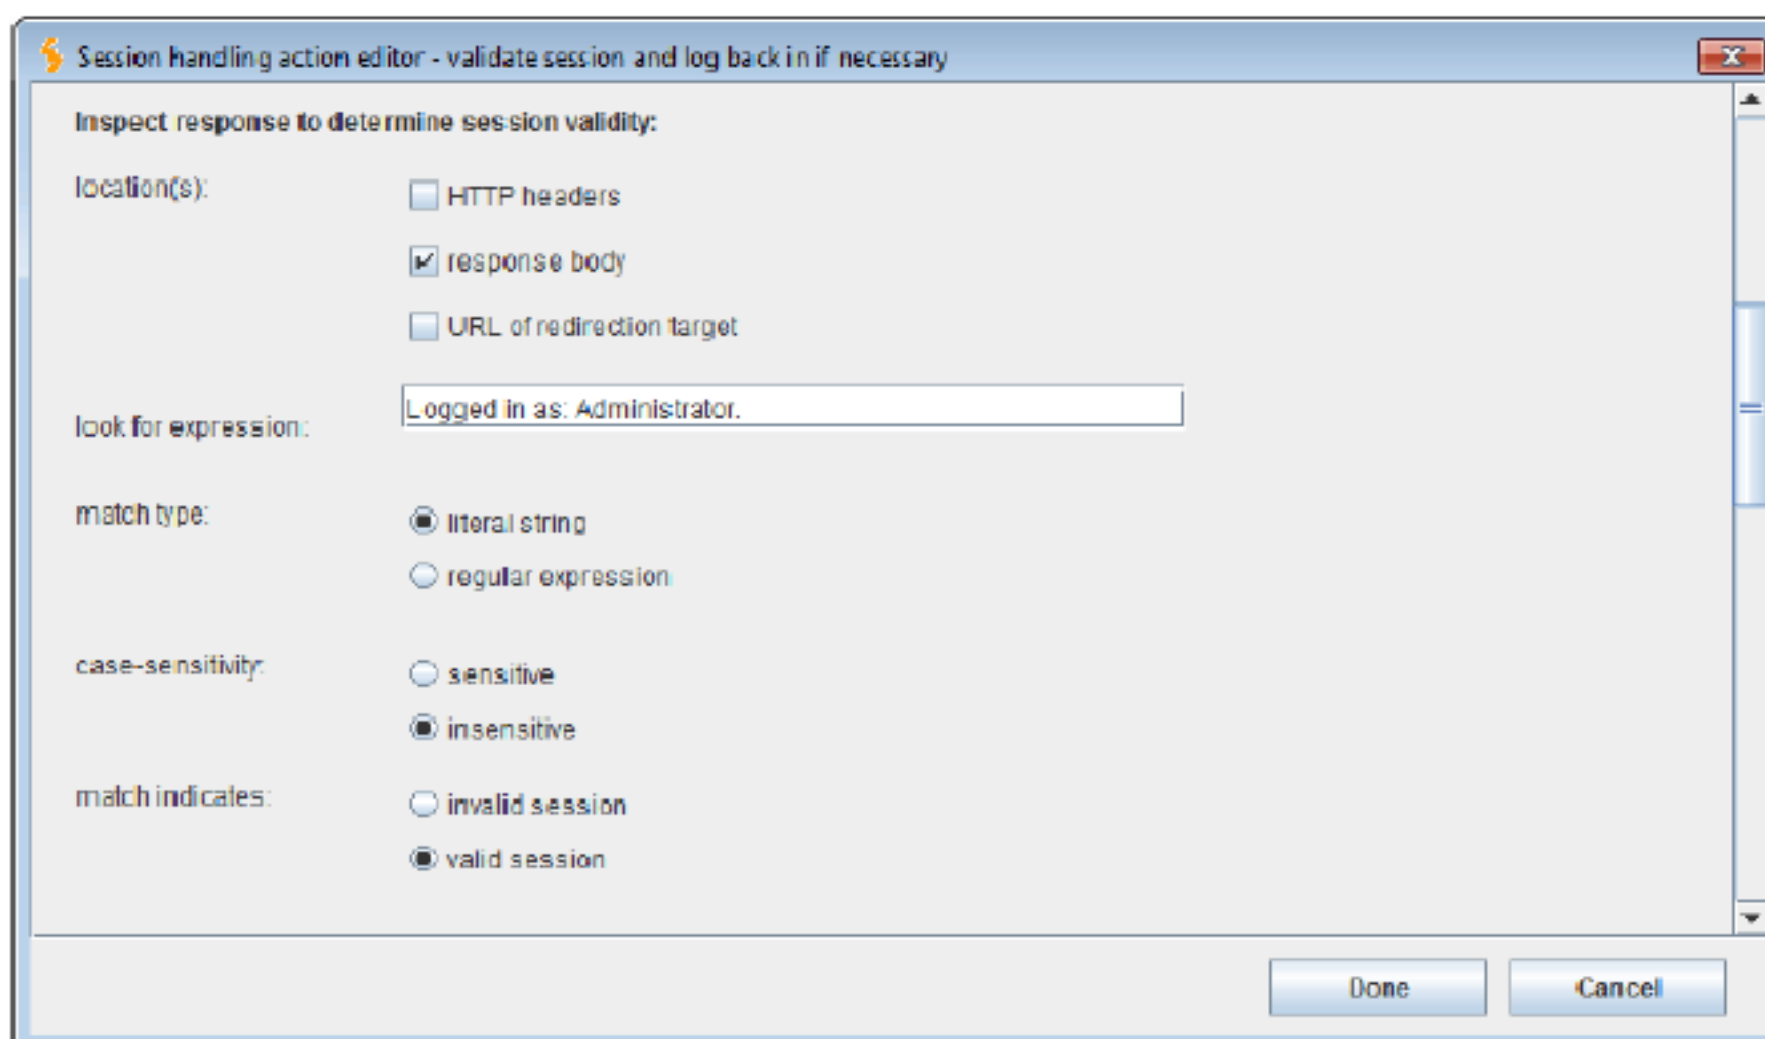 Session handling action editor - validate session and log back in if necessary
Inspect response to determine session validity:
location(s):
HTTP headers
response body
URL of redirection target
look for expression:
Logged in as: Administrator.
match type:
literal string
regular expression
case-sensitivity:
sensitive
insensitive
match indicates:
invalid session
valid session
Done
Cancel